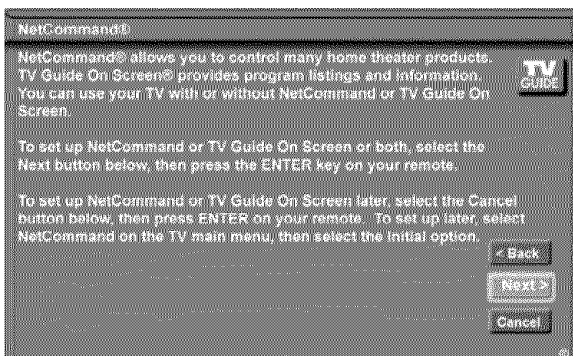 NetCommand®
NetCommand® allows you to control many home theater products.
TV Guide On Screen® provides program listings and information.
You can use your TV with or without NetCommand or TV Guide On
Screen.
TV
GUIDE
To set up NetCommand or TV Guide On Screen or both, select the
Next button below, then press the ENTER key on your remote.
To set up NetCommand or TV Guide On Screen later, select the Cancel
button below, then press ENTER on your remote. To set up later, select
NetCommand on the TV main menu, then select the Initial option.
< Back
Next >
Cancel